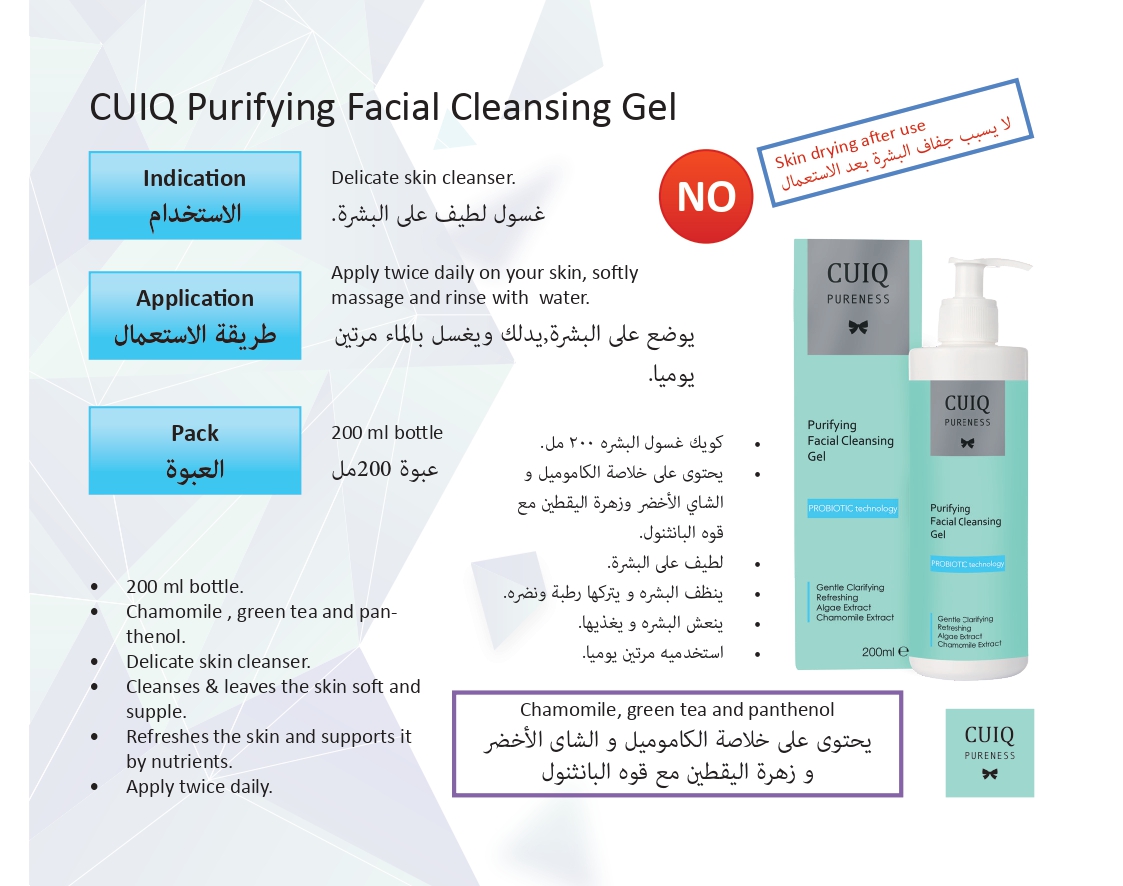 CUIQ Purifying Facial Cleansing Gel
Skin drying after use
لا يسبب جفاف البشرة بعد الاستعمال
NO
Indication
الاستخدام
Delicate skin cleanser.
غسول لطيف على البشرة.
Application
طريقة الاستعمال
Apply twice daily on your skin, softly
massage and rinse with water.
يوضع على البشرة,يدلك ويغسل بالماء مرتين
يوميا.
Pack
العبوة
200 ml bottle
عبوة 200مل
• كويك غسول البشره ٢٠٠ مل.
• يحتوى على خلاصة الكاموميل و
الشاي الأخضر وزهرة اليقطين مع
قوه البانثنول.
• لطيف على البشرة.
• ينظف البشره و يتركها رطبة ونضره.
• ينعش البشره و يغذيها.
• استخدميه مرتين يوميا.
• 200 ml bottle.
• Chamomile , green tea and pan-
thenol.
• Delicate skin cleanser.
• Cleanses & leaves the skin soft and
supple.
• Refreshes the skin and supports it
by nutrients.
• Apply twice daily.
Chamomile, green tea and panthenol
يحتوى على خلاصة الكاموميل و الشاى الأخضر
و زهرة اليقطين مع قوه البانثنول
CUIQ
PURENESS
Purifying
Facial Cleansing
Gel
PROBIOTIC technology
Gentle Clarifying
Refreshing
Algae Extract
Chamomile Extract
200ml ℮
CUIQ
PURENESS
Purifying
Facial Cleansing
Gel
PROBIOTIC technology
Gentle Clarifying
Refreshing
Algae Extract
Chamomile Extract
CUIQ
PURENESS